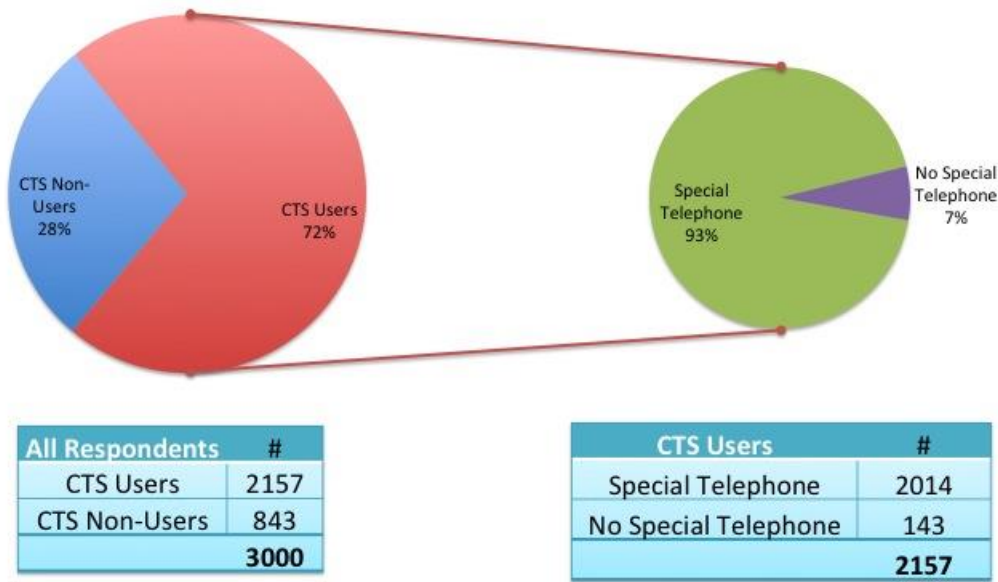 CTS Non-
Users
28%
CTS Users
72%
Special
Telephone
93%
No Special
Telephone
7%
All Respondents #
CTS Users 2157
CTS Non-Users 843
3000
CTS Users #
Special Telephone 2014
No Special Telephone 143
2157